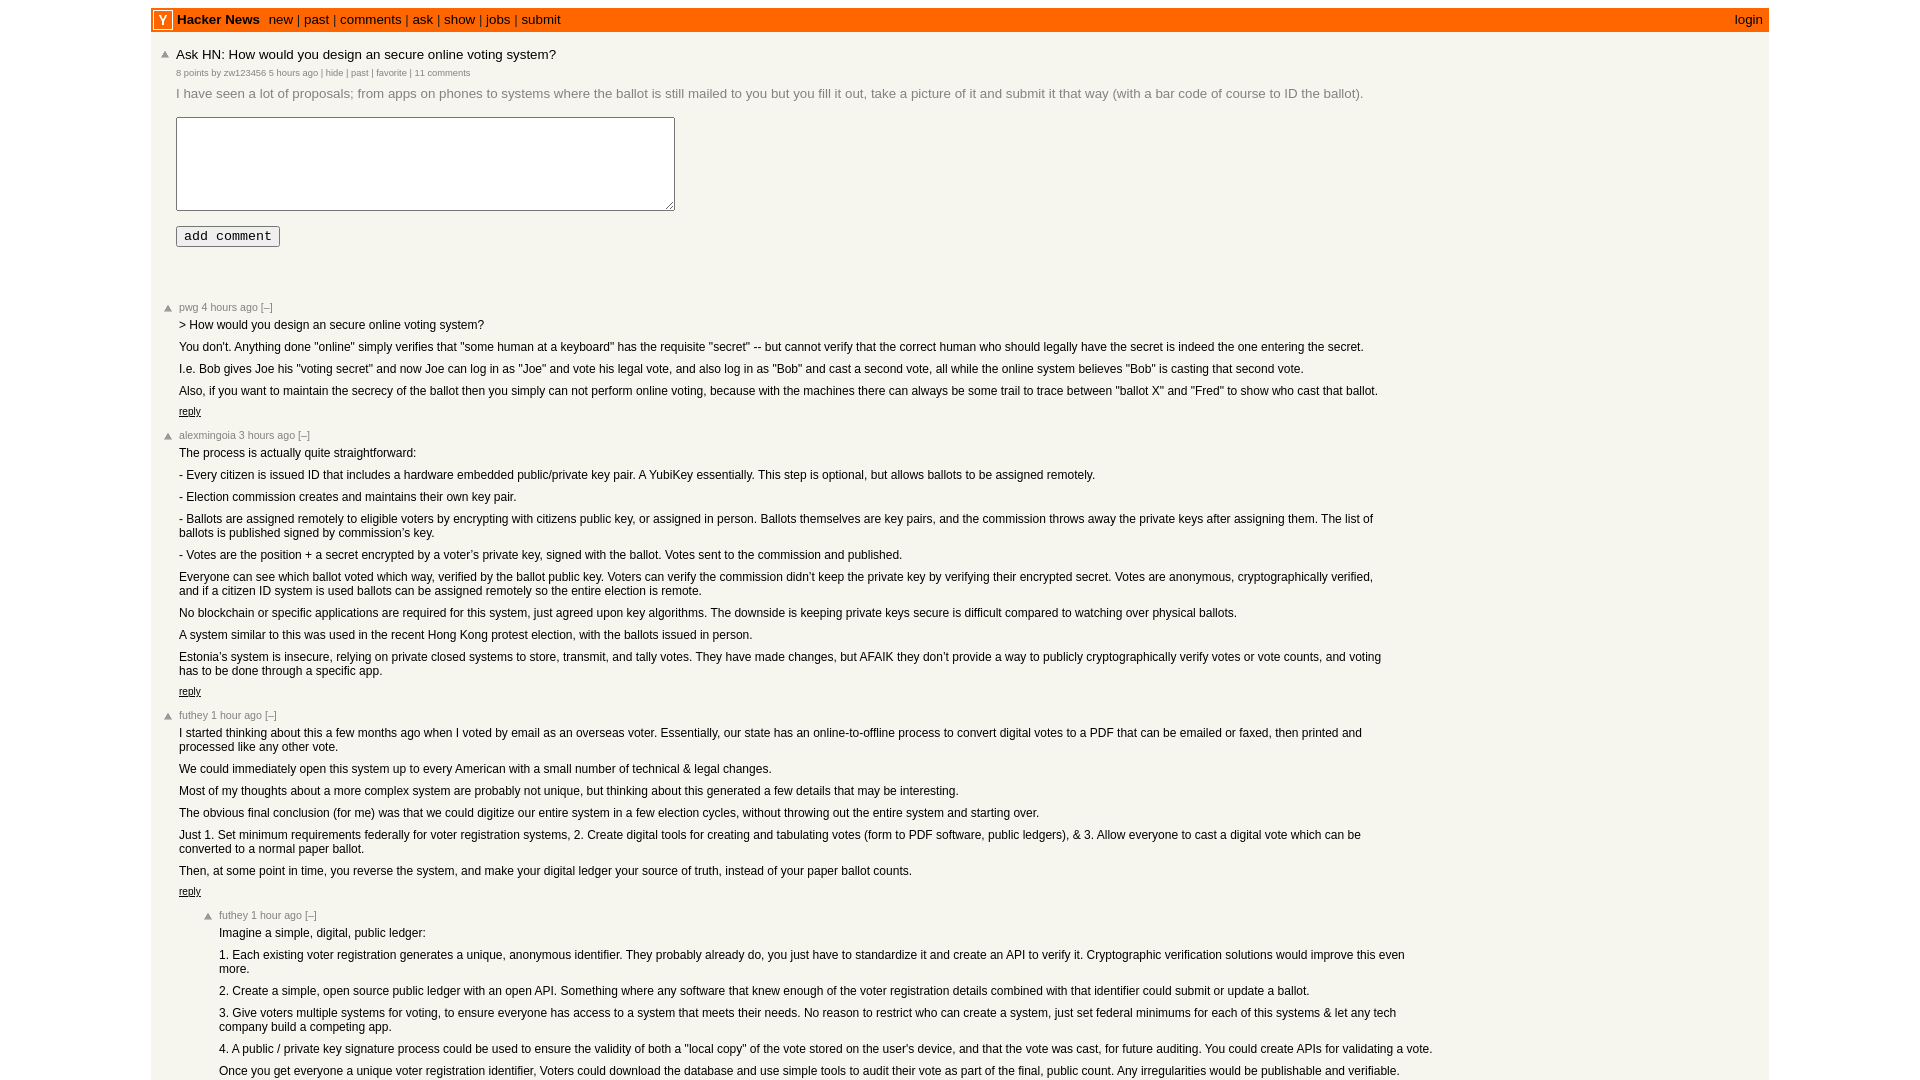 Y Hacker News new | past | comments | ask | show | jobs | submit login
Ask HN: How would you design an secure online voting system?
8 points by zw123456 5 hours ago | hide | past | favorite | 11 comments
I have seen a lot of proposals; from apps on phones to systems where the ballot is still mailed to you but you fill it out, take a picture of it and submit it that way (with a bar code of course to ID the ballot).
add comment
pwg 4 hours ago [–]
> How would you design an secure online voting system?
You don't. Anything done "online" simply verifies that "some human at a keyboard" has the requisite "secret" -- but cannot verify that the correct human who should legally have the secret is indeed the one entering the secret.
I.e. Bob gives Joe his "voting secret" and now Joe can log in as "Joe" and vote his legal vote, and also log in as "Bob" and cast a second vote, all while the online system believes "Bob" is casting that second vote.
Also, if you want to maintain the secrecy of the ballot then you simply can not perform online voting, because with the machines there can always be some trail to trace between "ballot X" and "Fred" to show who cast that ballot.
reply
alexmingoia 3 hours ago [–]
The process is actually quite straightforward:
- Every citizen is issued ID that includes a hardware embedded public/private key pair. A YubiKey essentially. This step is optional, but allows ballots to be assigned remotely.
- Election commission creates and maintains their own key pair.
- Ballots are assigned remotely to eligible voters by encrypting with citizens public key, or assigned in person. Ballots themselves are key pairs, and the commission throws away the private keys after assigning them. The list of
ballots is published signed by commission’s key.
- Votes are the position + a secret encrypted by a voter’s private key, signed with the ballot. Votes sent to the commission and published.
Everyone can see which ballot voted which way, verified by the ballot public key. Voters can verify the commission didn’t keep the private key by verifying their encrypted secret. Votes are anonymous, cryptographically verified,
and if a citizen ID system is used ballots can be assigned remotely so the entire election is remote.
No blockchain or specific applications are required for this system, just agreed upon key algorithms. The downside is keeping private keys secure is difficult compared to watching over physical ballots.
A system similar to this was used in the recent Hong Kong protest election, with the ballots issued in person.
Estonia’s system is insecure, relying on private closed systems to store, transmit, and tally votes. They have made changes, but AFAIK they don’t provide a way to publicly cryptographically verify votes or vote counts, and voting
has to be done through a specific app.
reply
futhey 1 hour ago [–]
I started thinking about this a few months ago when I voted by email as an overseas voter. Essentially, our state has an online-to-offline process to convert digital votes to a PDF that can be emailed or faxed, then printed and
processed like any other vote.
We could immediately open this system up to every American with a small number of technical & legal changes.
Most of my thoughts about a more complex system are probably not unique, but thinking about this generated a few details that may be interesting.
The obvious final conclusion (for me) was that we could digitize our entire system in a few election cycles, without throwing out the entire system and starting over.
Just 1. Set minimum requirements federally for voter registration systems, 2. Create digital tools for creating and tabulating votes (form to PDF software, public ledgers), & 3. Allow everyone to cast a digital vote which can be
converted to a normal paper ballot.
Then, at some point in time, you reverse the system, and make your digital ledger your source of truth, instead of your paper ballot counts.
reply
futhey 1 hour ago [–]
Imagine a simple, digital, public ledger:
1. Each existing voter registration generates a unique, anonymous identifier. They probably already do, you just have to standardize it and create an API to verify it. Cryptographic verification solutions would improve this even
more.
2. Create a simple, open source public ledger with an open API. Something where any software that knew enough of the voter registration details combined with that identifier could submit or update a ballot.
3. Give voters multiple systems for voting, to ensure everyone has access to a system that meets their needs. No reason to restrict who can create a system, just set federal minimums for each of this systems & let any tech
company build a competing app.
4. A public / private key signature process could be used to ensure the validity of both a "local copy" of the vote stored on the user's device, and that the vote was cast, for future auditing. You could create APIs for validating a vote.
Once you get everyone a unique voter registration identifier, Voters could download the database and use simple tools to audit their vote as part of the final, public count. Any irregularities would be publishable and verifiable.